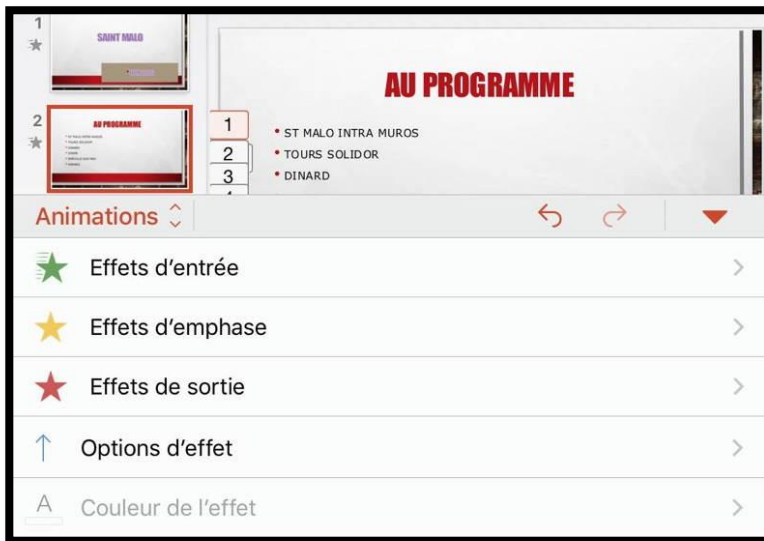 1
SAINT MALO
2
AU PROGRAMME
AU PROGRAMME
1
• ST MALO INTRA MUROS
2
• TOURS SOLIDOR
3
• DINARD
Animations
Effets d'entrée
Effets d'emphase
Effets de sortie
Options d'effet
A
Couleur de l'effet